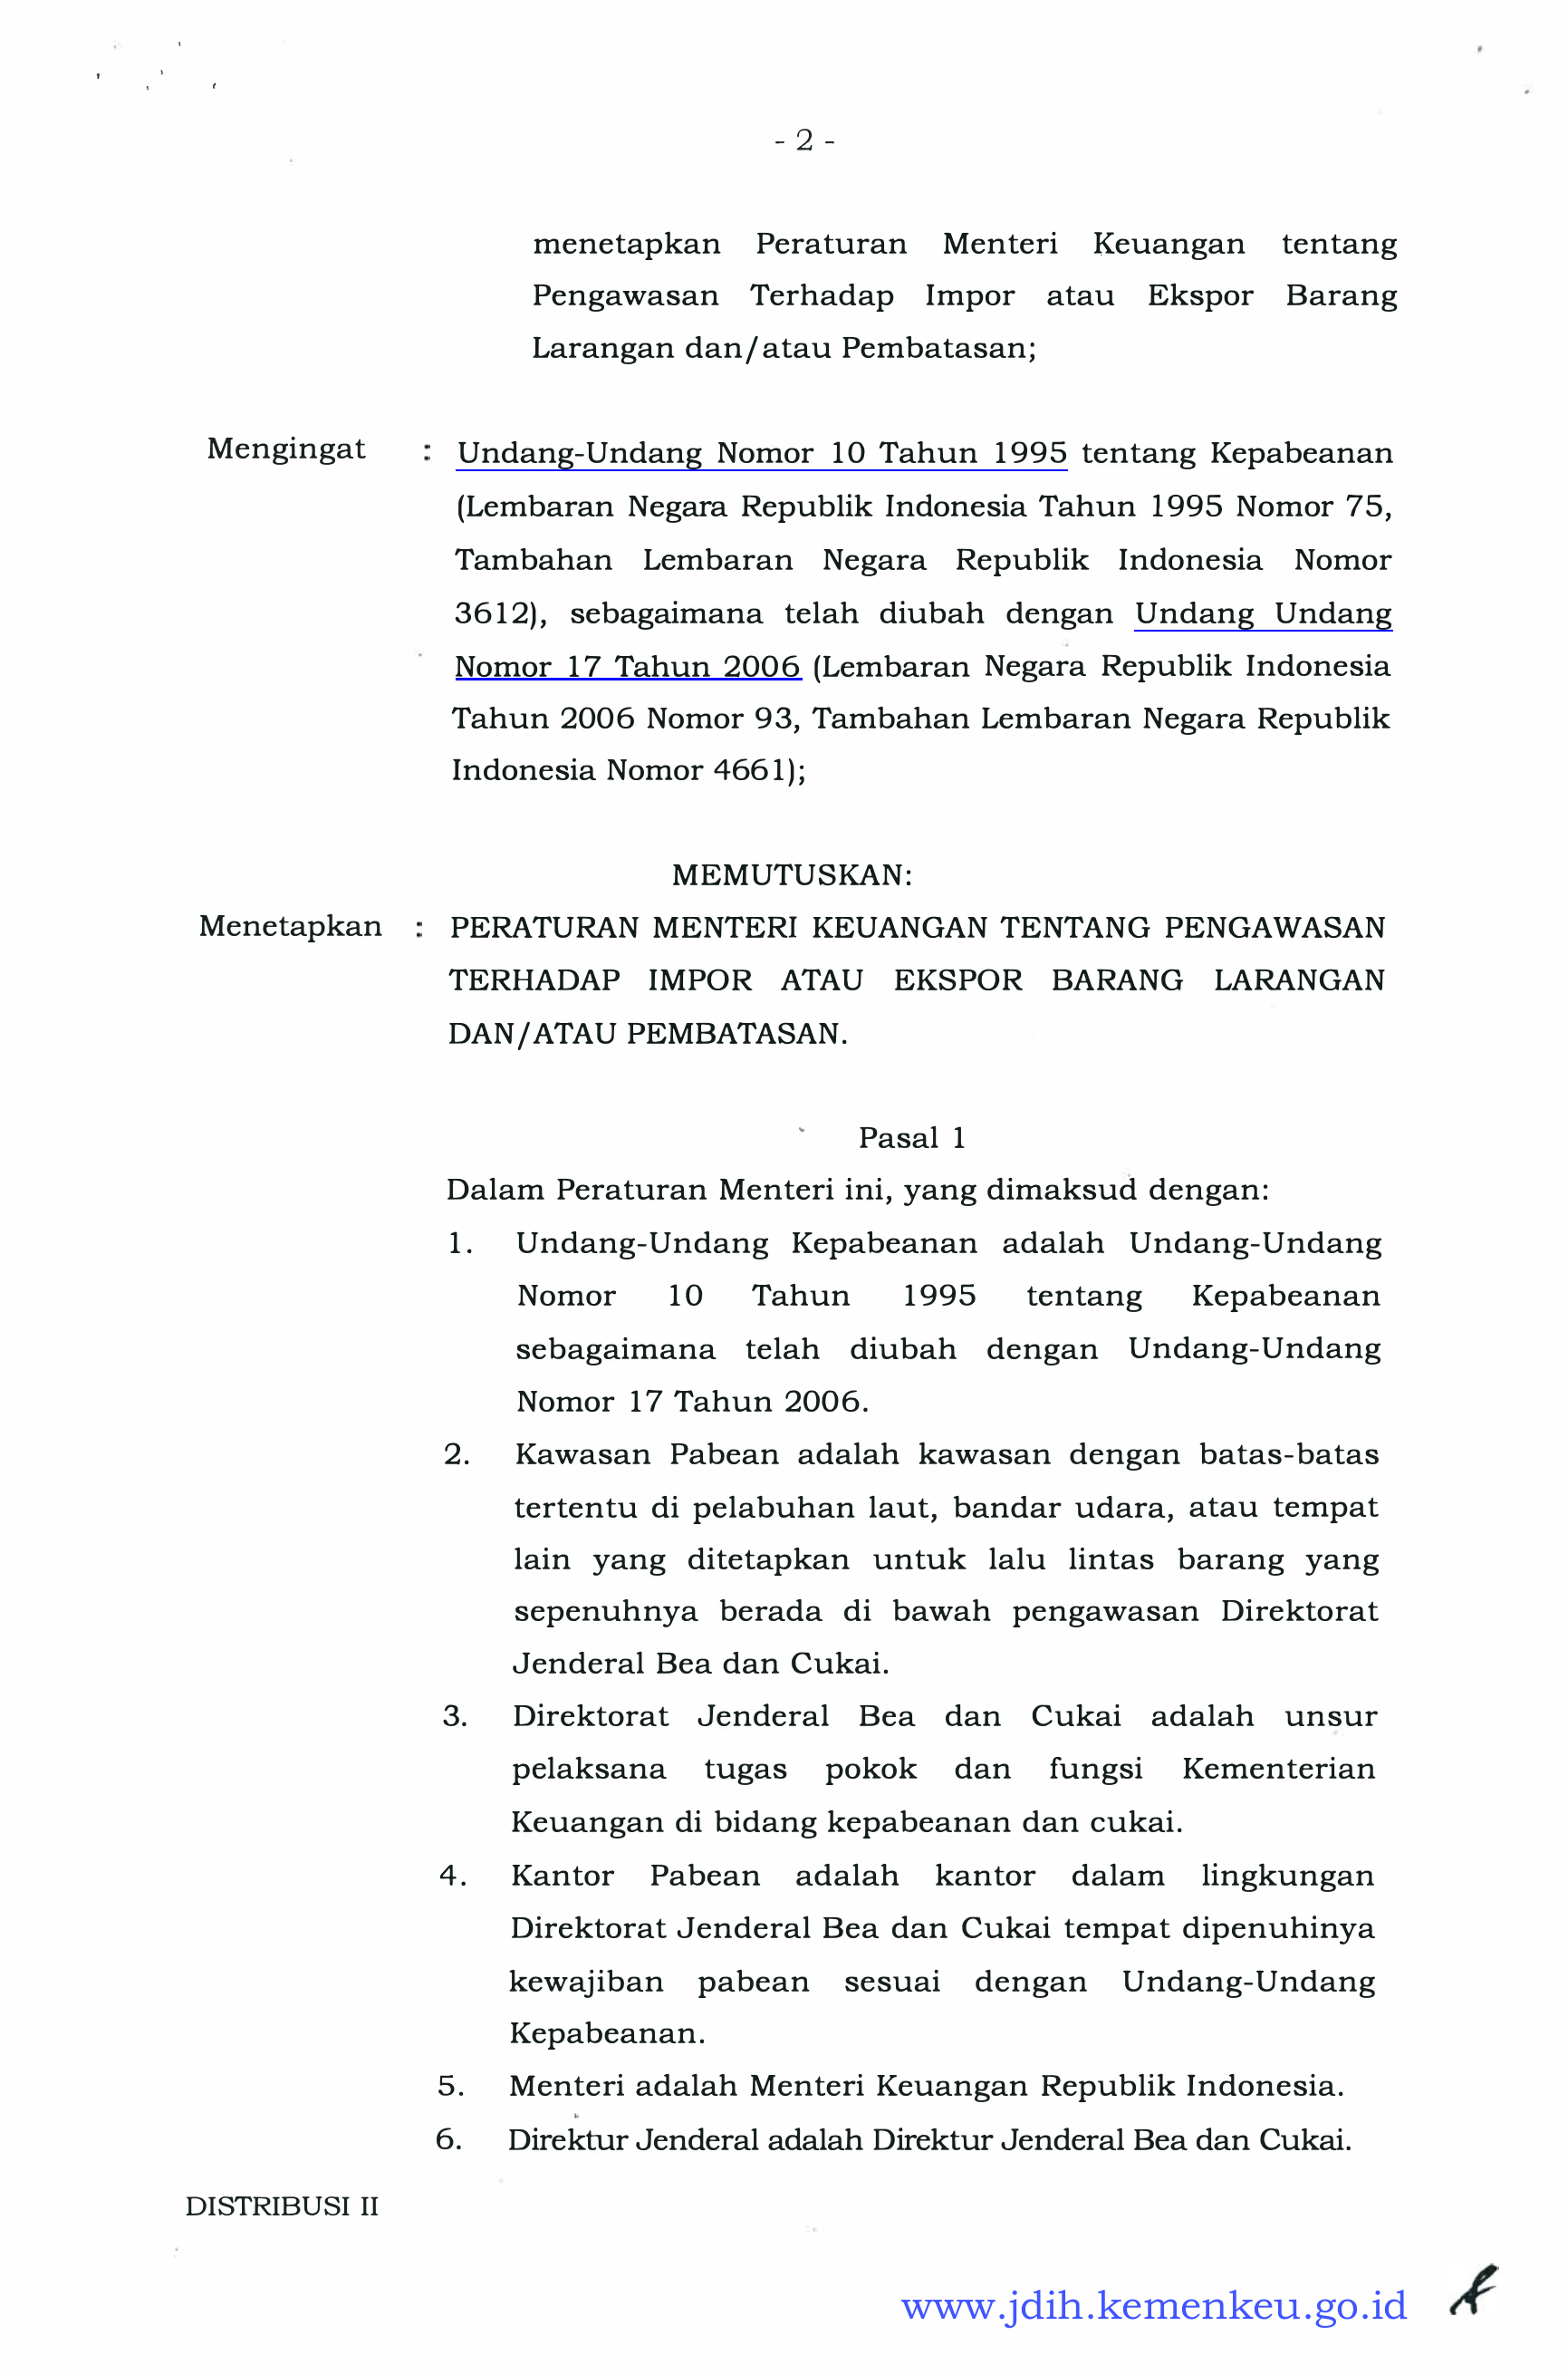 - 2 -
menetapkan Peraturan Menteri Keuangan tentang
Pengawasan Terhadap Impor atau Ekspor Barang
Larangan dan/atau Pembatasan;
Mengingat : Undang-Undang Nomor 10 Tahun 1995 tentang Kepabeanan
(Lembaran Negara Republik Indonesia Tahun 1995 Nomor 75,
Tambahan Lembaran Negara Republik Indonesia Nomor
3612), sebagaimana telah diubah dengan Undang Undang
Nomor 17 Tahun 2006 (Lembaran Negara Republik Indonesia
Tahun 2006 Nomor 93, Tambahan Lembaran Negara Republik
Indonesia Nomor 4661);
MEMUTUSKAN:
Menetapkan : PERATURAN MENTERI KEUANGAN TENTANG PENGAWASAN
TERHADAP IMPOR ATAU EKSPOR BARANG LARANGAN
DAN/ATAU PEMBATASAN.
Pasal 1
Dalam Peraturan Menteri ini, yang dimaksud dengan:
1. Undang-Undang Kepabeanan adalah Undang-Undang
Nomor 10 Tahun 1995 tentang Kepabeanan
sebagaimana telah diubah dengan Undang-Undang
Nomor 17 Tahun 2006.
2. Kawasan Pabean adalah kawasan dengan batas-batas
tertentu di pelabuhan laut, bandar udara, atau tempat
lain yang ditetapkan untuk lalu lintas barang yang
sepenuhnya berada di bawah pengawasan Direktorat
Jenderal Bea dan Cukai.
3. Direktorat Jenderal Bea dan Cukai adalah unsur
pelaksana tugas pokok dan fungsi Kementerian
Keuangan di bidang kepabeanan dan cukai.
4. Kantor Pabean adalah kantor dalam lingkungan
Direktorat Jenderal Bea dan Cukai tempat dipenuhinya
kewajiban pabean sesuai dengan Undang-Undang
Kepabeanan.
5. Menteri adalah Menteri Keuangan Republik Indonesia.
6. Direktur Jenderal adalah Direktur Jenderal Bea dan Cukai.
DISTRIBUSI II
www.jdih.kemenkeu.go.id